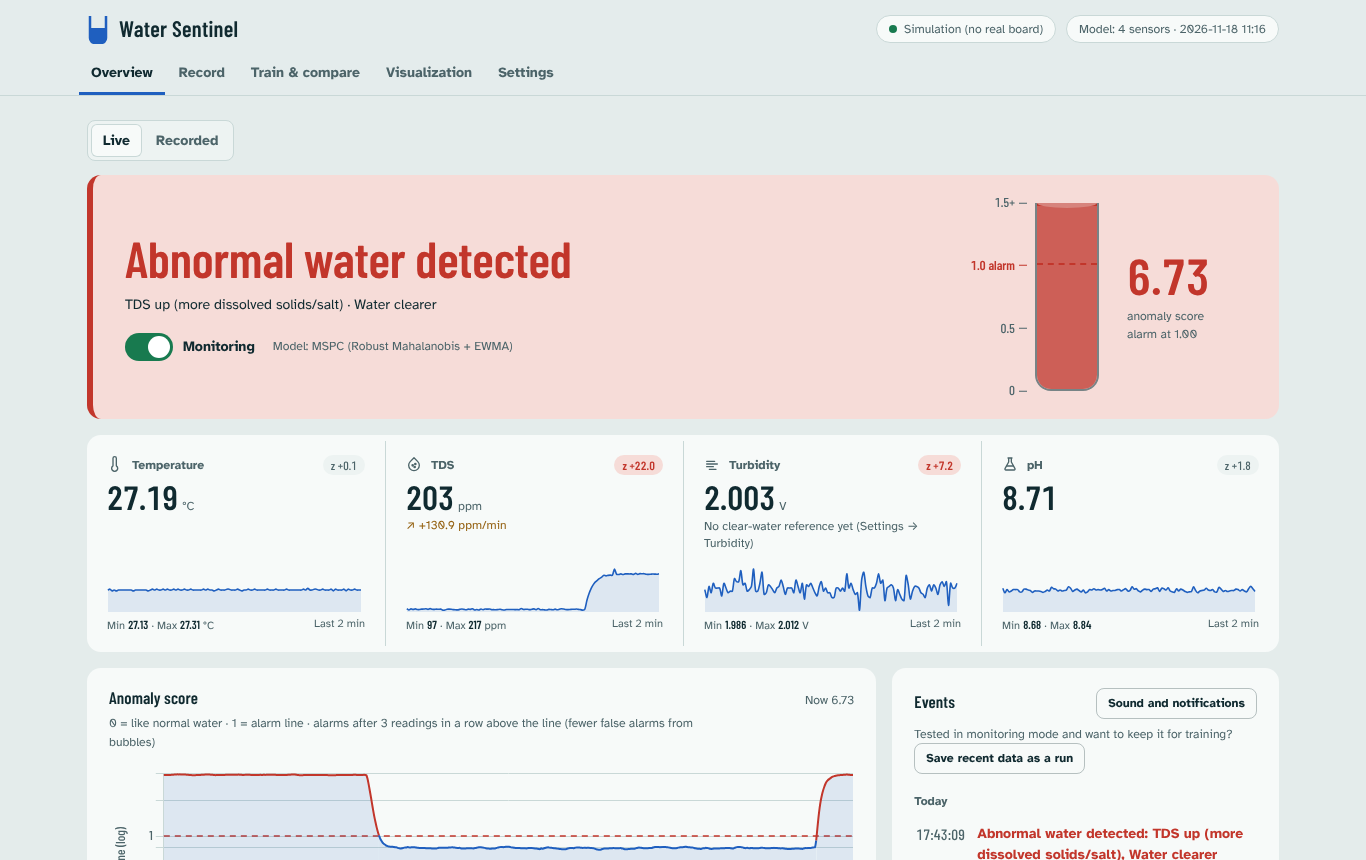 Water Sentinel
Simulation (no real board)
Model: 4 sensors · 2026-11-18 11:16
Overview
Record
Train & compare
Visualization
Settings
Live
Recorded
Abnormal water detected
TDS up (more dissolved solids/salt) · Water clearer
Monitoring
Model: MSPC (Robust Mahalanobis + EWMA)
1.5+
1.0 alarm
0.5
0
6.73
anomaly score
alarm at 1.00
Temperature
z +0.1
27.19 °C
Min 27.13 · Max 27.31 °C
Last 2 min
TDS
z +22.0
203 ppm
↗ +130.9 ppm/min
Min 97 · Max 217 ppm
Last 2 min
Turbidity
z +7.2
2.003 V
No clear-water reference yet (Settings →
Turbidity)
Min 1.986 · Max 2.012 V
Last 2 min
pH
z +1.8
8.71
Min 8.68 · Max 8.84
Last 2 min
Anomaly score
Now 6.73
0 = like normal water · 1 = alarm line · alarms after 3 readings in a row above the line (fewer false alarms from
bubbles)
1
(log)
Events
Sound and notifications
Tested in monitoring mode and want to keep it for training?
Save recent data as a run
Today
17:43:09
Abnormal water detected: TDS up (more
dissolved solids/salt), Water clearer